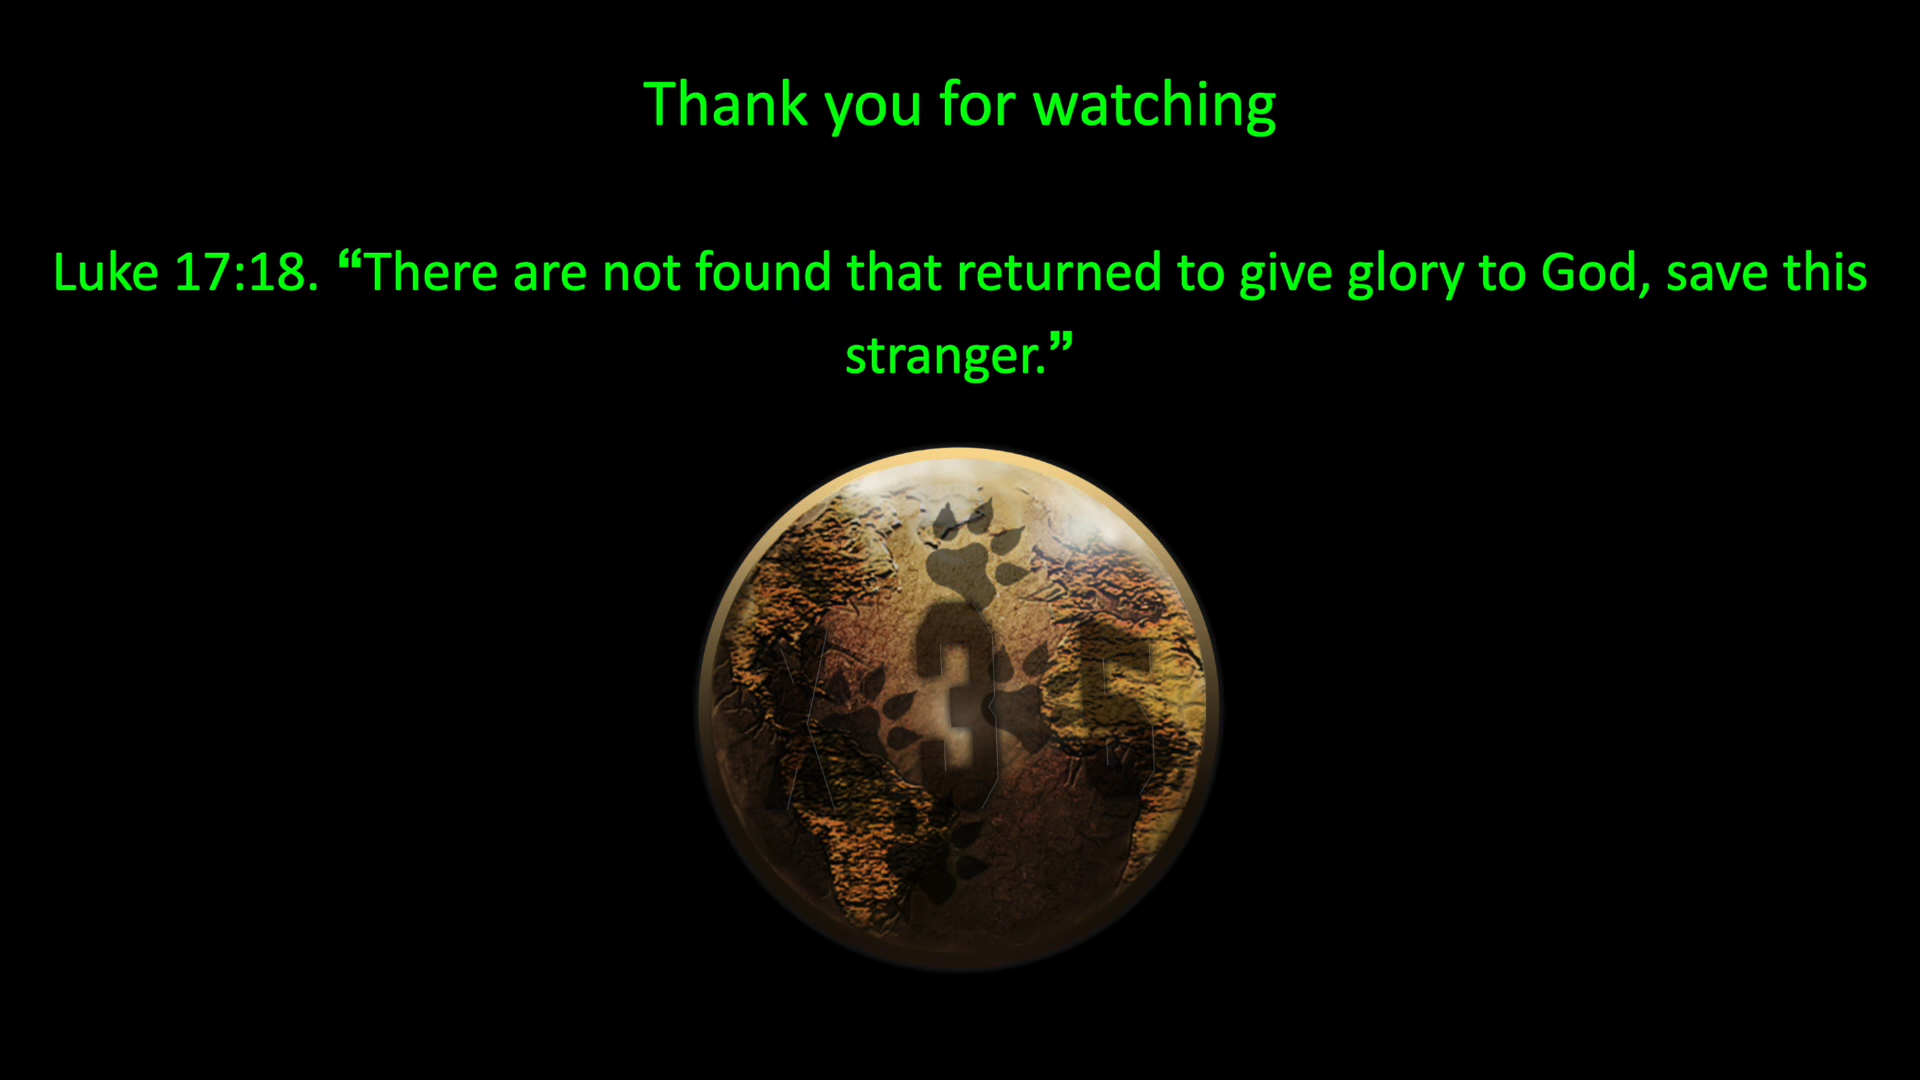 Thank you for watching
Luke 17:18. ❝There are not found that returned to give glory to God, save this
stranger.❞
X35